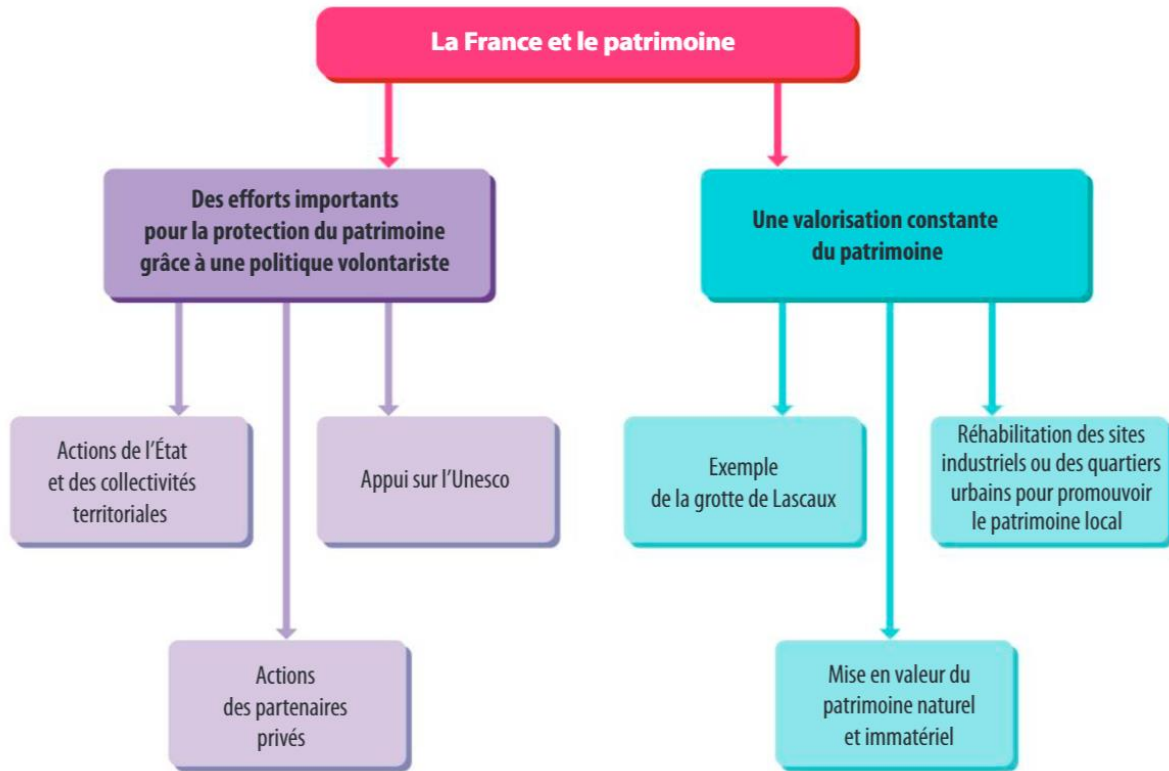 La France et le patrimoine
Des efforts importants
pour la protection du patrimoine
grâce à une politique volontariste
Actions de l'État
et des collectivités
territoriales
Actions
des partenaires
privés
Appui sur l'Unesco
Une valorisation constante
du patrimoine
Exemple
de la grotte de Lascaux
Mise en valeur du
patrimoine naturel
et immatériel
Réhabilitation des sites
industriels ou des quartiers
urbains pour promouvoir
le patrimoine local